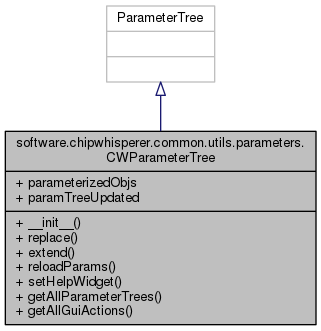 ParameterTree
software.chipwhisperer.common.utils.parameters.
CWParameterTree
+ parameterizedObjs
+ paramTreeUpdated
+ __init__()
+ replace()
+ extend()
+ reloadParams()
+ setHelpWidget()
+ getAllParameterTrees()
+ getAllGuiActions()